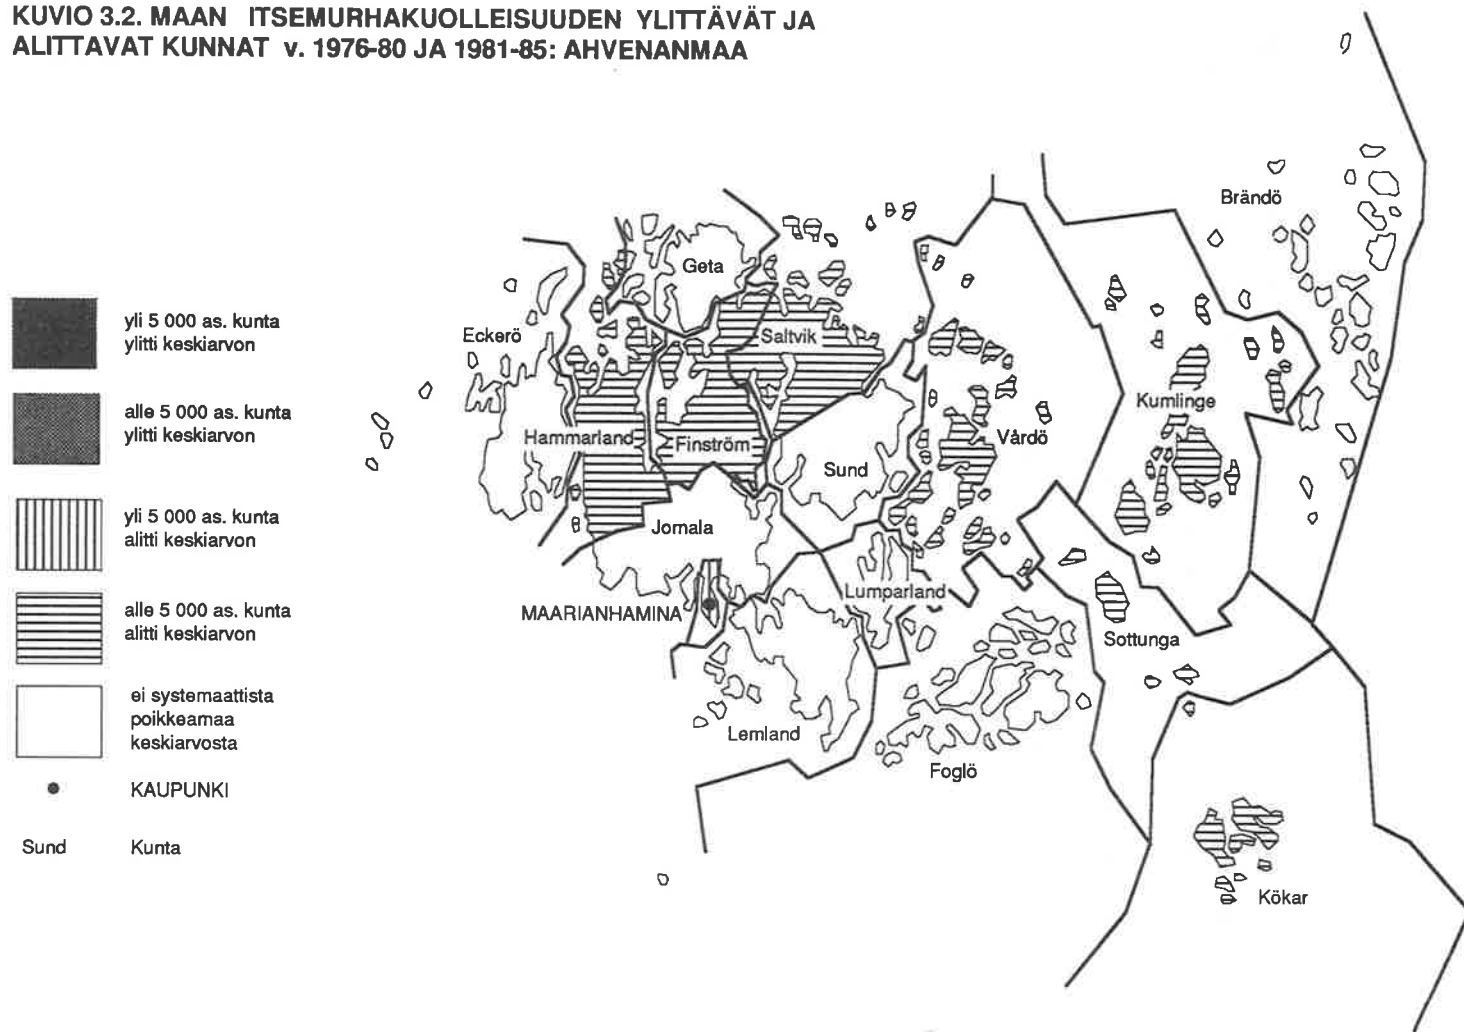 KUVIO 3.2. MAAN ITSEMURHAKUOLLEISUUDEN YLITTÄVÄT JA
ALITTAVAT KUNNAT v. 1976-80 JA 1981-85: AHVENANMAA
yli 5 000 as. kunta
ylitti keskiarvon
alle 5 000 as. kunta
ylitti keskiarvon
yli 5 000 as. kunta
alitti keskiarvon
alle 5 000 as. kunta
alitti keskiarvon
ei systemaattista
poikkeamaa
keskiarvosta
KAUPUNKI
Sund Kunta
Brändö
Geta
Eckerö
Saltvik
Kumlinge
Hammarland
Finström
Vårdö
Sund
Jomala
Lumparland
MAARIANHAMINA
Sottunga
Lemland
Foglö
Kökar